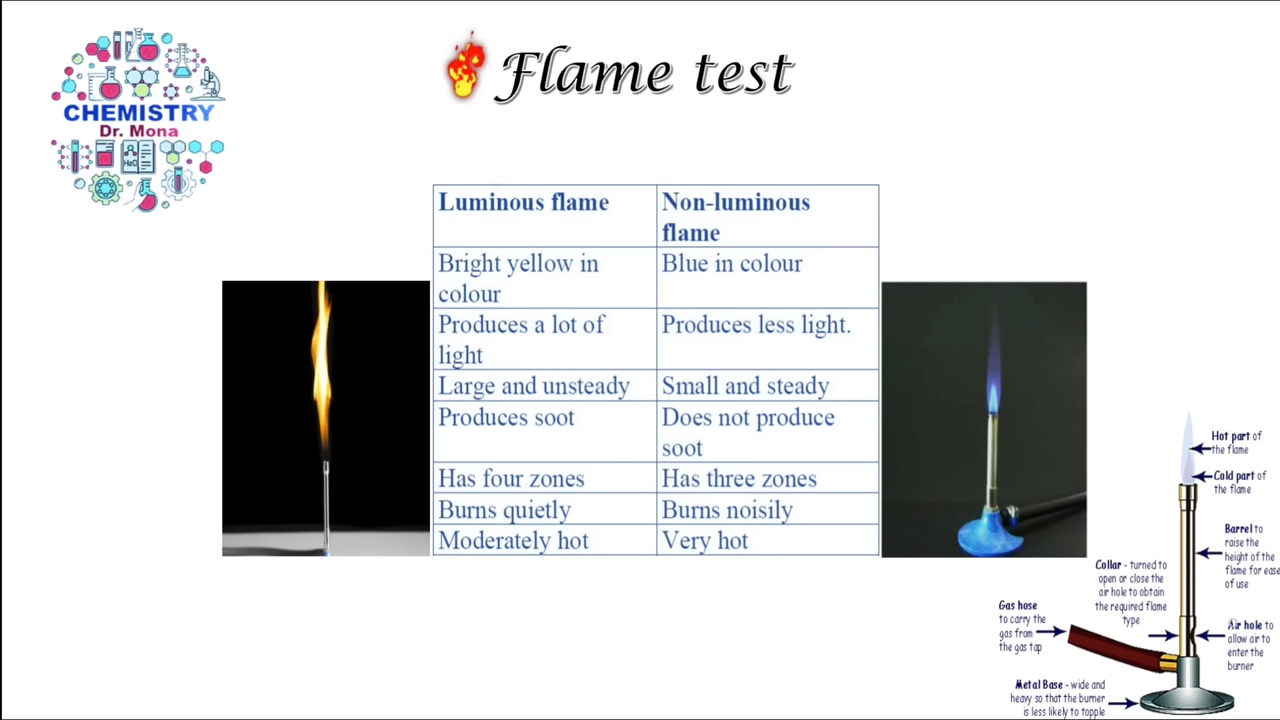 CHEMISTRY
Dr. Mona
Flame test
Luminous flame
Non-luminous
flame
Bright yellow in
colour
Blue in colour
Produces a lot of
light
Produces less light.
Large and unsteady
Small and steady
Produces soot
Does not produce
soot
Has four zones
Has three zones
Burns quietly
Burns noisily
Moderately hot
Very hot
Hot part of
the flame
Cold part of
the flame
Barrel to
raise the
height of the
flame for ease
of use
Collar - turned to
open or close the
air hole to obtain
the required flame
type
Gas hose
to carry the
gas from
the gas tap
Air hole to
allow air to
enter the
burner
Metal Base - wide and
heavy so that the burner
is less likely to topple